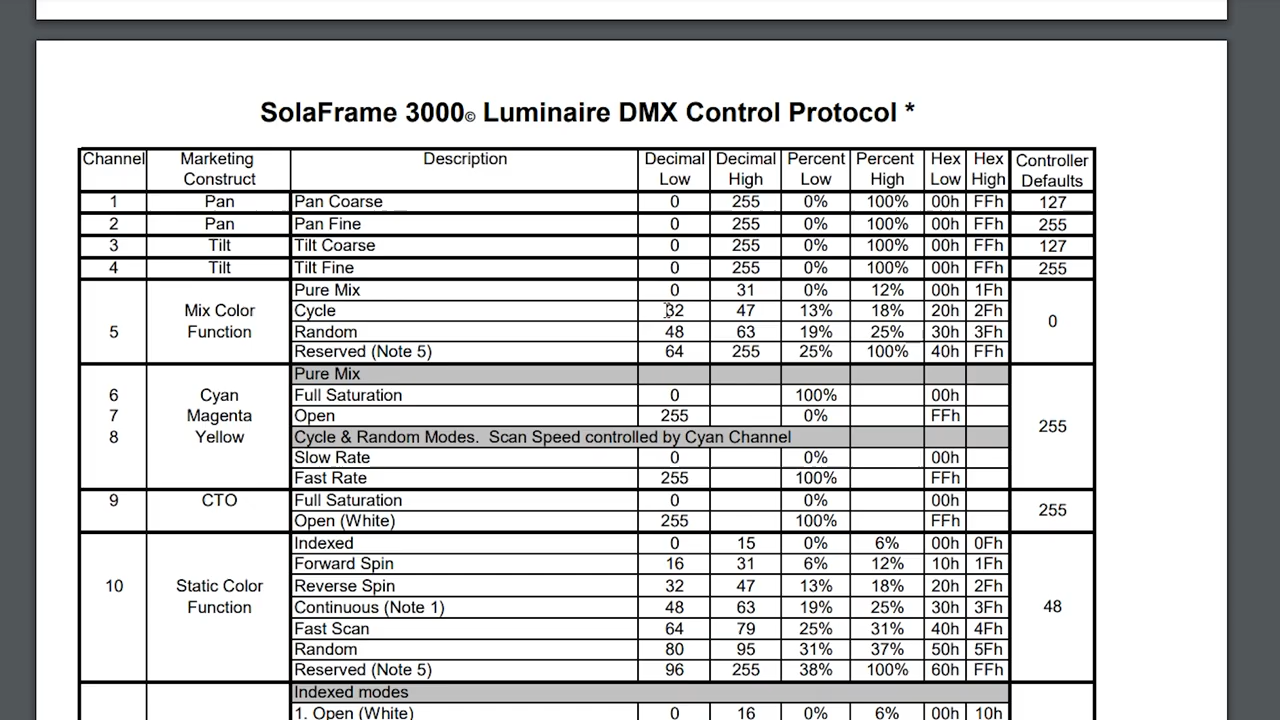 SolaFrame 3000© Luminaire DMX Control Protocol *
Channel Marketing Construct Description Decimal Low Decimal High Percent Low Percent High Hex Low Hex High Controller Defaults
1 Pan Pan Coarse 0 255 0% 100% 00h FFh 127
2 Pan Pan Fine 0 255 0% 100% 00h FFh 255
3 Tilt Tilt Coarse 0 255 0% 100% 00h FFh 127
4 Tilt Tilt Fine 0 255 0% 100% 00h FFh 255
Pure Mix 0 31 0% 12% 00h 1Fh
Mix Color Cycle 32 47 13% 18% 20h 2Fh 0
5 Function Random 48 63 19% 25% 30h 3Fh
Reserved (Note 5) 64 255 25% 100% 40h FFh
Pure Mix
6 Cyan Full Saturation 0 100% 00h
7 Magenta Open 255 0% FFh 255
8 Yellow Cycle & Random Modes. Scan Speed controlled by Cyan Channel
Slow Rate 0 0% 00h
Fast Rate 255 100% FFh
9 CTO Full Saturation 0 0% 00h 255
Open (White) 255 100% FFh
Indexed 0 15 0% 6% 00h 0Fh
Forward Spin 16 31 6% 12% 10h 1Fh
10 Static Color Reverse Spin 32 47 13% 18% 20h 2Fh
Function Continuous (Note 1) 48 63 19% 25% 30h 3Fh 48
Fast Scan 64 79 25% 31% 40h 4Fh
Random 80 95 31% 37% 50h 5Fh
Reserved (Note 5) 96 255 38% 100% 60h FFh
Indexed modes
1. Open (White) 0 16 0% 6% 00h 10h